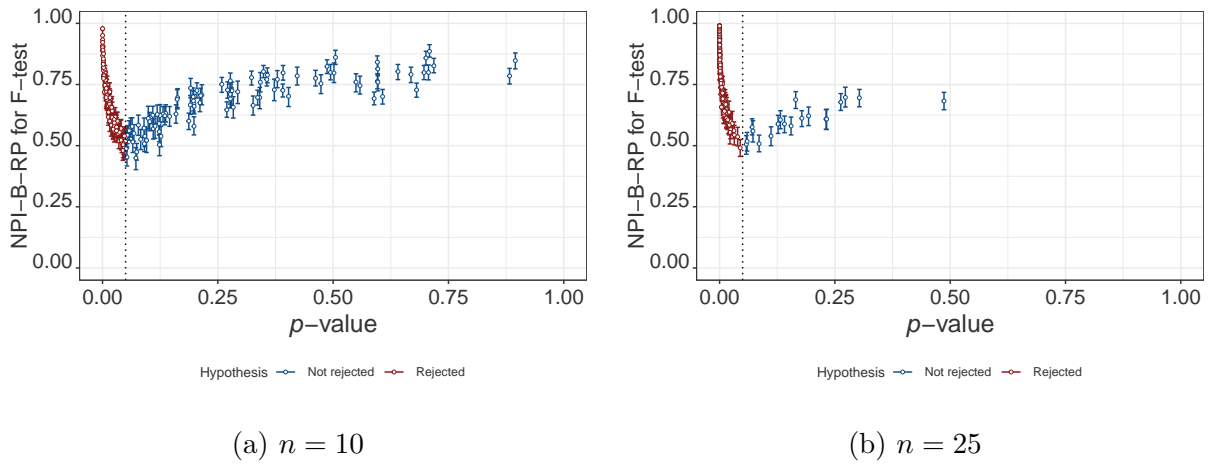 NPI−B−RP for F−test
1.00
0.75
0.50
0.25
0.00
0.00 0.25 0.50 0.75 1.00
p−value
Hypothesis Not rejected Rejected
(a) n = 10
NPI−B−RP for F−test
1.00
0.75
0.50
0.25
0.00
0.00 0.25 0.50 0.75 1.00
p−value
Hypothesis Not rejected Rejected
(b) n = 25